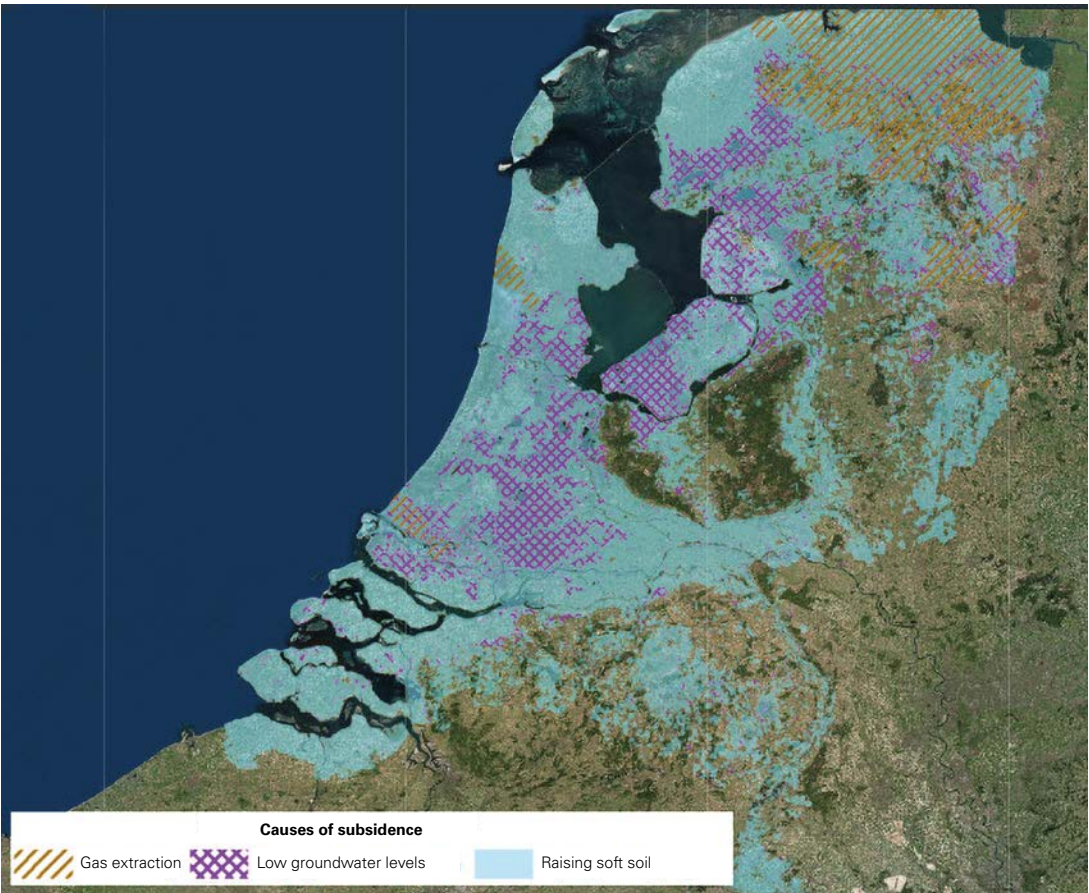 Causes of subsidence
Gas extraction Low groundwater levels Raising soft soil